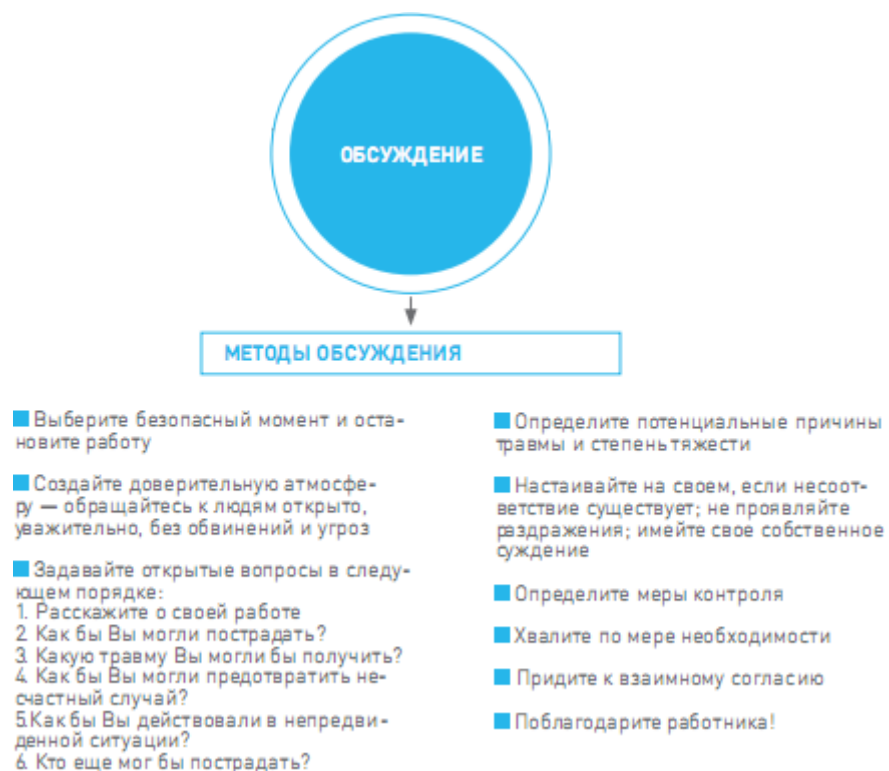 ОБСУЖДЕНИЕ
МЕТОДЫ ОБСУЖДЕНИЯ
Выберите безопасный момент и оста-
новите работу
Создайте доверительную атмосфе-
ру — обращайтесь к людям открыто,
уважительно, без обвинений и угроз
Задавайте открытые вопросы в следу-
ющем порядке:
1. Расскажите о своей работе
2. Как бы Вы могли пострадать?
3. Какую травму Вы могли бы получить?
4. Как бы Вы могли предотвратить не-
счастный случай?
5.Как бы Вы действовали в непредви-
денной ситуации?
6. Кто еще мог бы пострадать?
Определите потенциальные причины
травмы и степень тяжести
Настаивайте на своем, если несоот-
ветствие существует; не проявляйте
раздражения; имейте свое собственное
суждение
Определите меры контроля
Хвалите по мере необходимости
Придите к взаимному согласию
Поблагодарите работника!